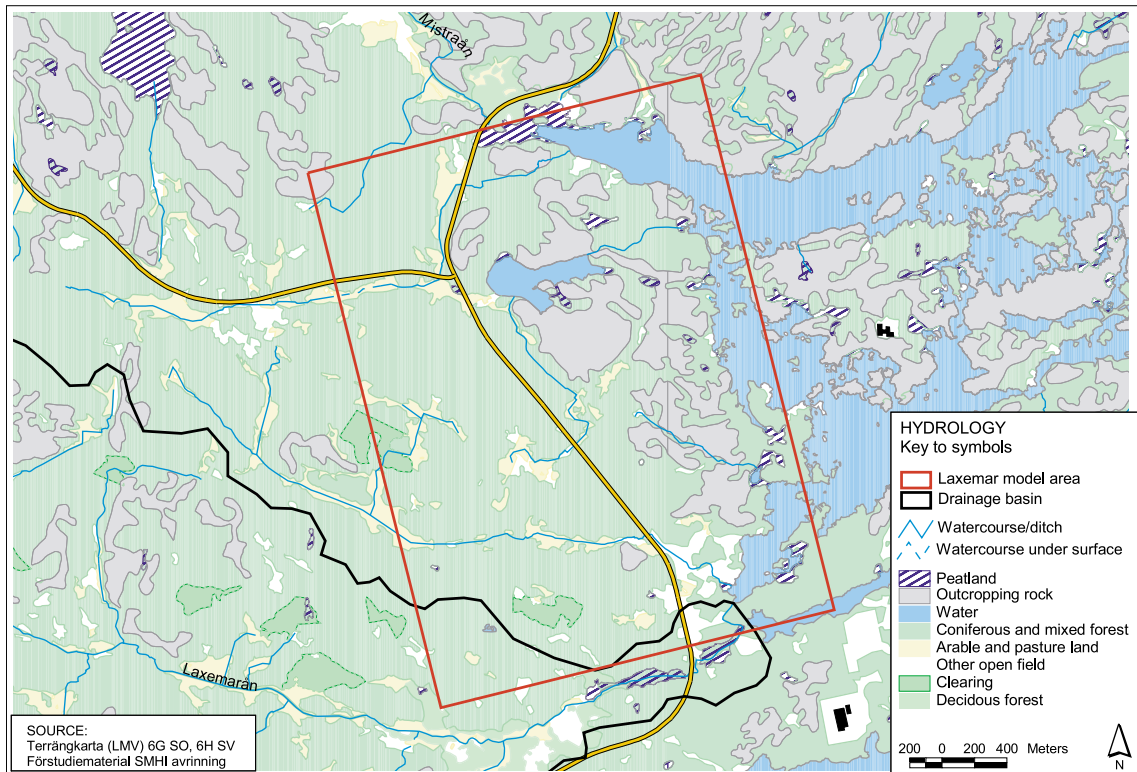 Mistraån
Laxemarån
HYDROLOGY
Key to symbols
Laxemar model area
Drainage basin
Watercourse/ditch
Watercourse under surface
Peatland
Outcropping rock
Water
Coniferous and mixed forest
Arable and pasture land
Other open field
Clearing
Decidous forest
200 0 200 400 Meters
N
SOURCE:
Terrängkarta (LMV) 6G SO, 6H SV
Förstudiematerial SMHI avrinning